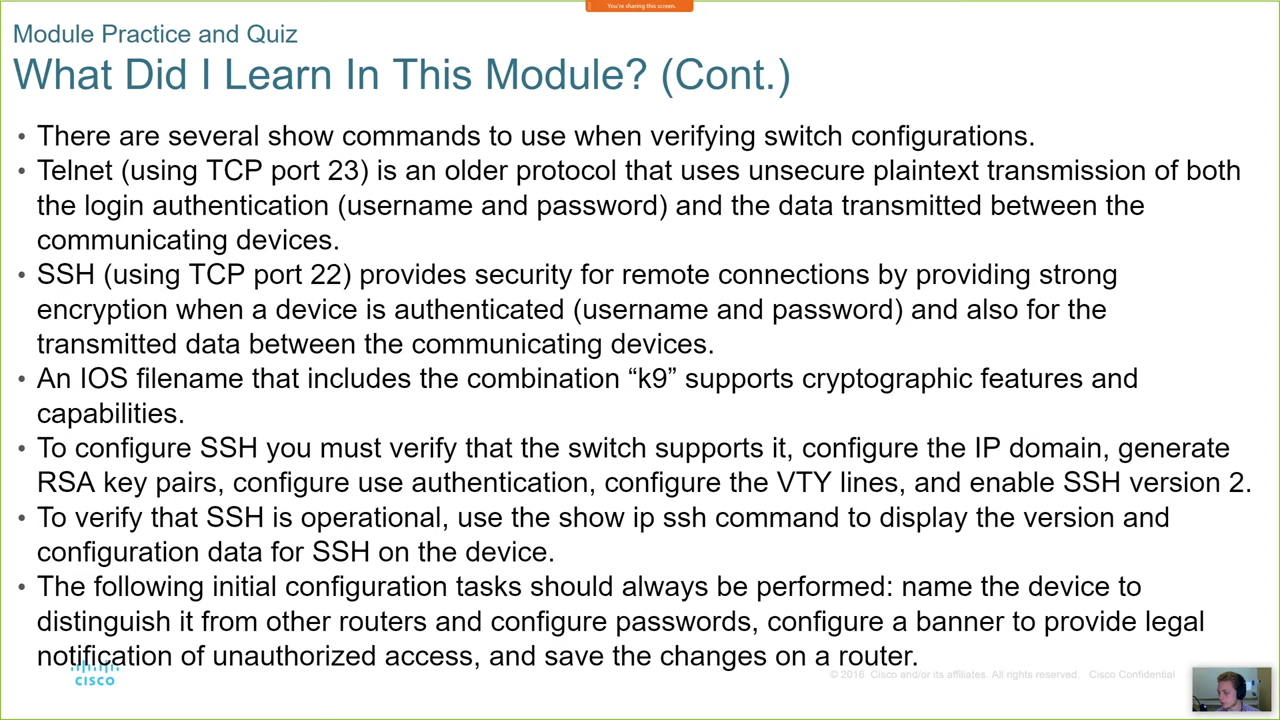 You're sharing this screen.
Module Practice and Quiz
What Did I Learn In This Module? (Cont.)
• There are several show commands to use when verifying switch configurations.
• Telnet (using TCP port 23) is an older protocol that uses unsecure plaintext transmission of both
the login authentication (username and password) and the data transmitted between the
communicating devices.
• SSH (using TCP port 22) provides security for remote connections by providing strong
encryption when a device is authenticated (username and password) and also for the
transmitted data between the communicating devices.
• An IOS filename that includes the combination “k9” supports cryptographic features and
capabilities.
• To configure SSH you must verify that the switch supports it, configure the IP domain, generate
RSA key pairs, configure use authentication, configure the VTY lines, and enable SSH version 2.
• To verify that SSH is operational, use the show ip ssh command to display the version and
configuration data for SSH on the device.
• The following initial configuration tasks should always be performed: name the device to
distinguish it from other routers and configure passwords, configure a banner to provide legal
notification of unauthorized access, and save the changes on a router.
CISCO
© 2016 Cisco and/or its affiliates. All rights reserved. Cisco Confidential